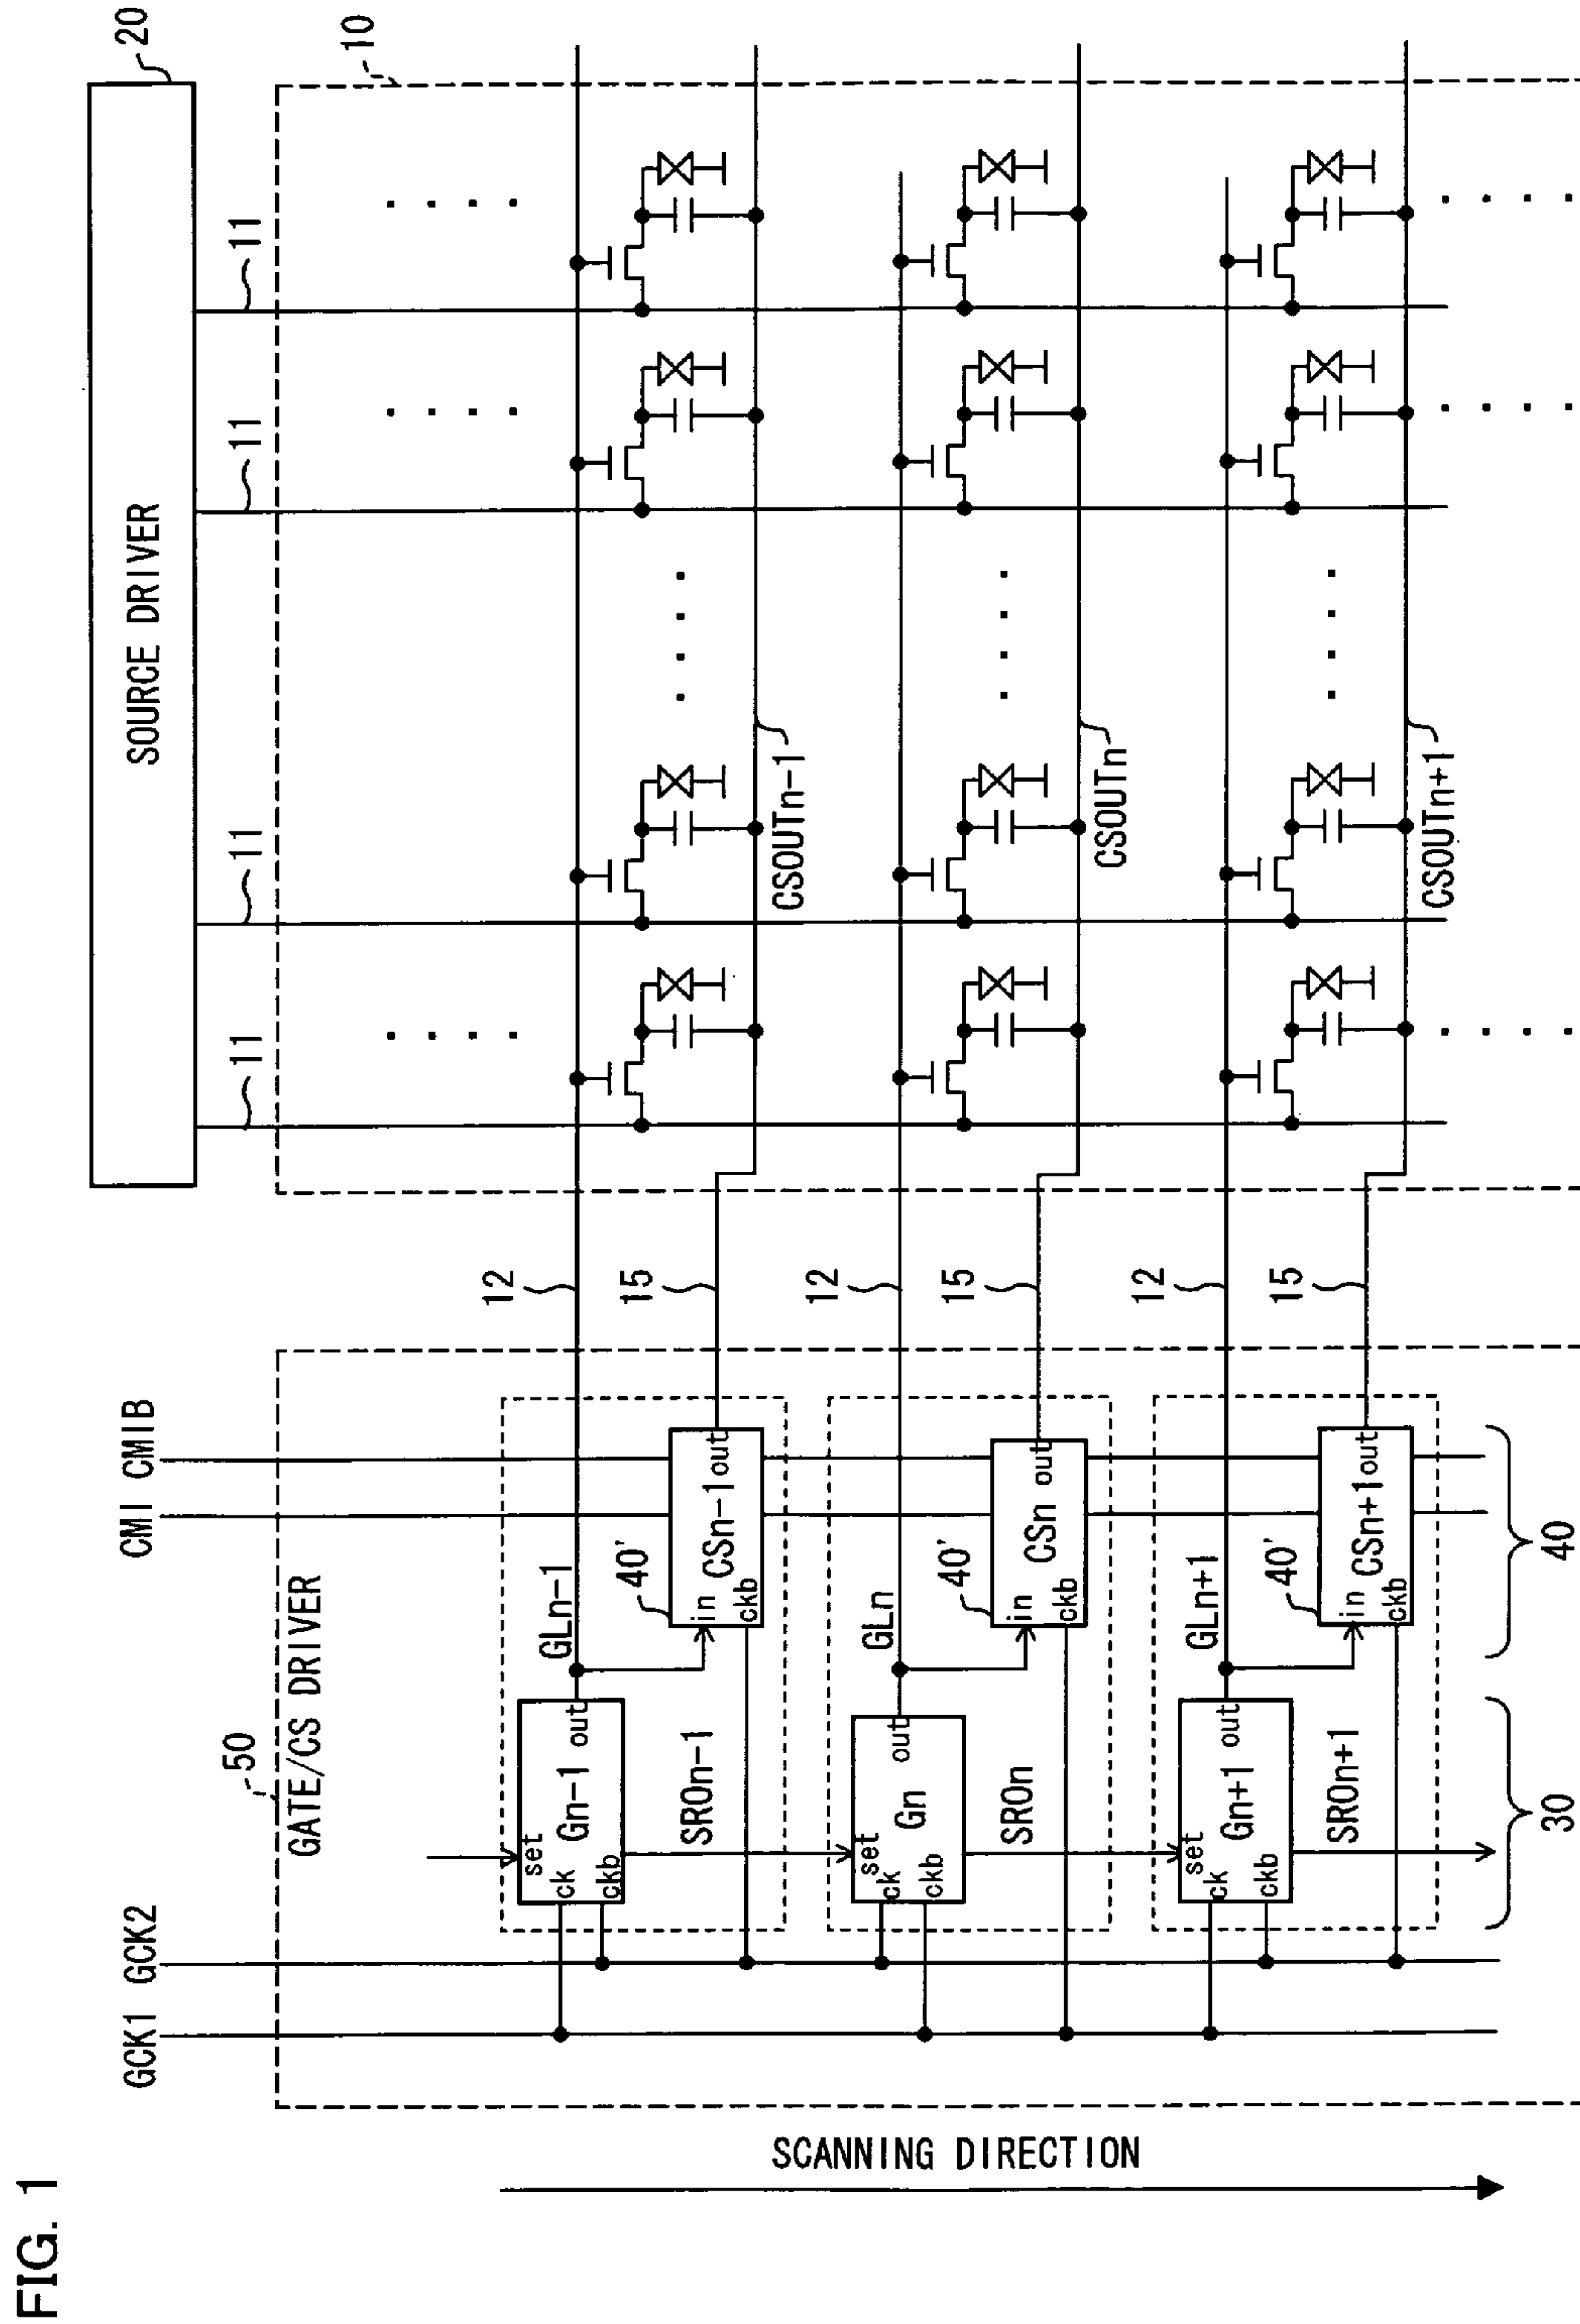 FIG. 1
SOURCE DRIVER
20
10
11
11
11
11
GCK1
GCK2
CMI
CMIB
50
GATE/CS DRIVER
SCANNING DIRECTION
set
ck
ckb
Gn-1
out
GLn-1
12
SROn-1
40'
in
ckb
CSn-1
out
15
CSOUTn-1
set
ck
ckb
Gn
out
GLn
12
SROn
40'
in
ckb
CSn
out
15
CSOUTn
set
ck
ckb
Gn+1
out
GLn+1
12
SROn+1
40'
in
ckb
CSn+1
out
15
CSOUTn+1
30
40